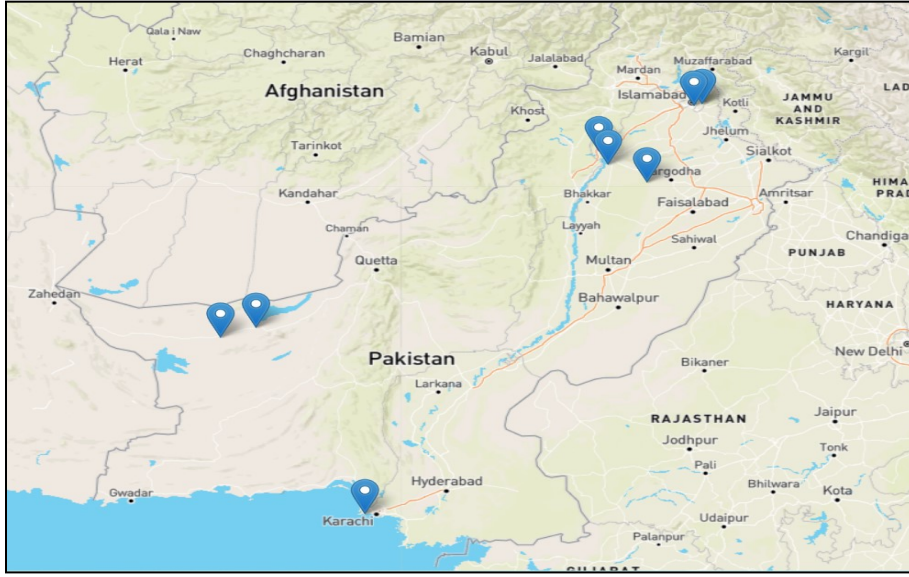 Qala i Naw
Herat
Chaghcharan
Bamian
Kabul
Jalalabad
Mardan
Muzaffarabad
Kargil
Afghanistan
Islamabad
Kotli
JAMMU
AND
KASHMIR
LAD
Khost
Jhelum
Sialkot
Tarinkot
argodha
HIMA
PRAD
Kandahar
Bhakkar
Faisalabad
Amritsar
Chaman
Layyah
Sahiwal
Chandiga
PUNJAB
Quetta
Multan
Zahedan
Bahawalpur
HARYANA
New Delhi
Pakistan
Bikaner
Larkana
RAJASTHAN
Jaipur
Jodhpur
Tonk
Pali
Hyderabad
Bhilwara
Kota
Gwadar
Karachi
Udaipur
Palanpur
GUJARAT